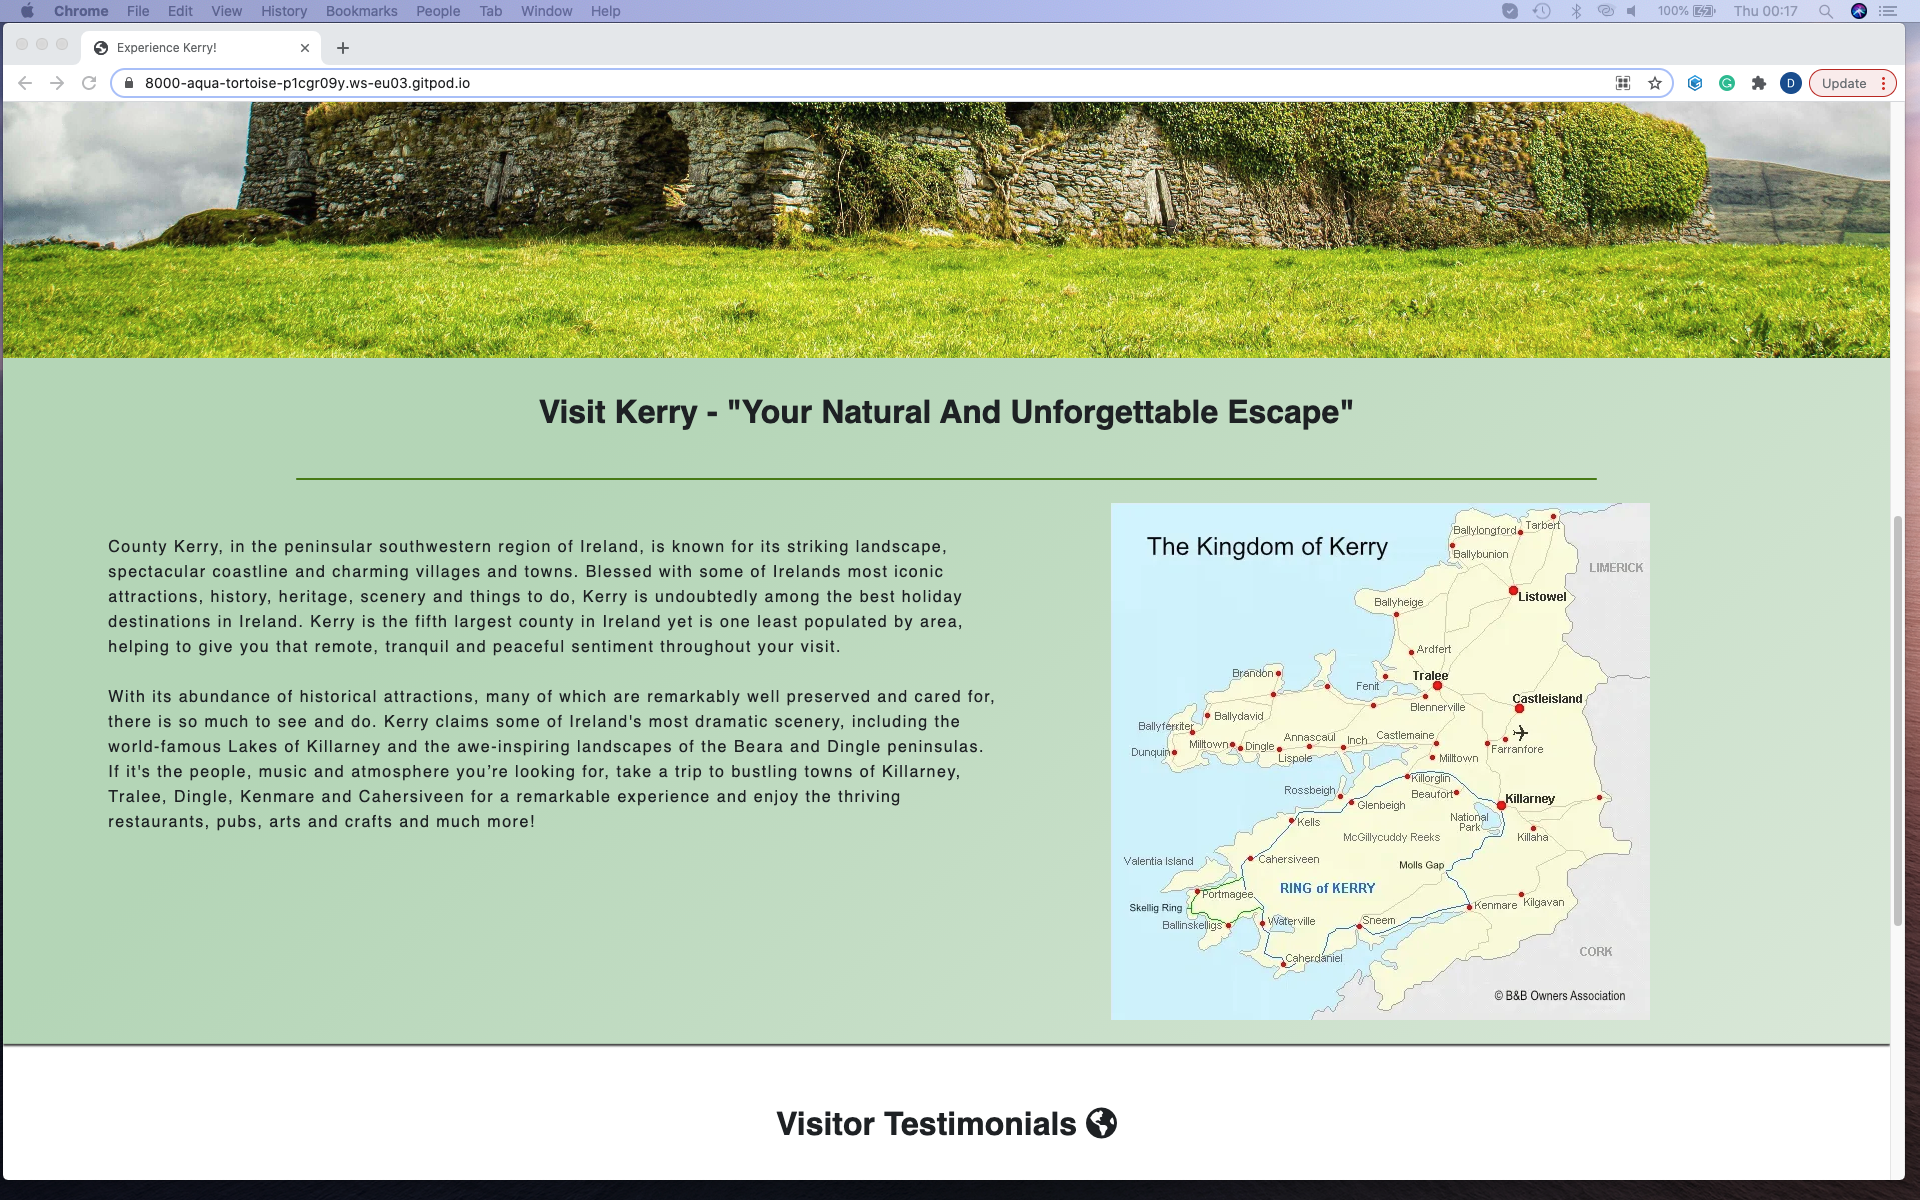 Chrome File Edit View History Bookmarks People Tab Window Help
100% Thu 00:17
Experience Kerry!
8000-aqua-tortoise-p1cgr09y.ws-eu03.gitpod.io
D
Update
Visit Kerry - "Your Natural And Unforgettable Escape"
County Kerry, in the peninsular southwestern region of Ireland, is known for its striking landscape,
spectacular coastline and charming villages and towns. Blessed with some of Irelands most iconic
attractions, history, heritage, scenery and things to do, Kerry is undoubtedly among the best holiday
destinations in Ireland. Kerry is the fifth largest county in Ireland yet is one least populated by area,
helping to give you that remote, tranquil and peaceful sentiment throughout your visit.
With its abundance of historical attractions, many of which are remarkably well preserved and cared for,
there is so much to see and do. Kerry claims some of Ireland's most dramatic scenery, including the
world-famous Lakes of Killarney and the awe-inspiring landscapes of the Beara and Dingle peninsulas.
If it's the people, music and atmosphere you’re looking for, take a trip to bustling towns of Killarney,
Tralee, Dingle, Kenmare and Cahersiveen for a remarkable experience and enjoy the thriving
restaurants, pubs, arts and crafts and much more!
The Kingdom of Kerry
Ballylongford
Tarbert
Ballybunion
LIMERICK
Listowel
Ballyheige
Ardfert
Brandon
Tralee
Fenit
Castleisland
Blennerville
Ballydavid
Ballyferriter
Annascaul
Inch
Castlemaine
Milltown
Dingle
Farranfore
Dunquin
Lispole
Milltown
Killorglin
Rossbeigh
Beaufort
Killarney
Glenbeigh
National
Park
Kells
McGillycuddy Reeks
Killaha
Valentia Island
Cahersiveen
Molls Gap
RING of KERRY
Portmagee
Skellig Ring
Kenmare
Kilgavan
Waterville
Sneem
Ballinskelligs
CORK
Caherdaniel
© B&B Owners Association
Visitor Testimonials